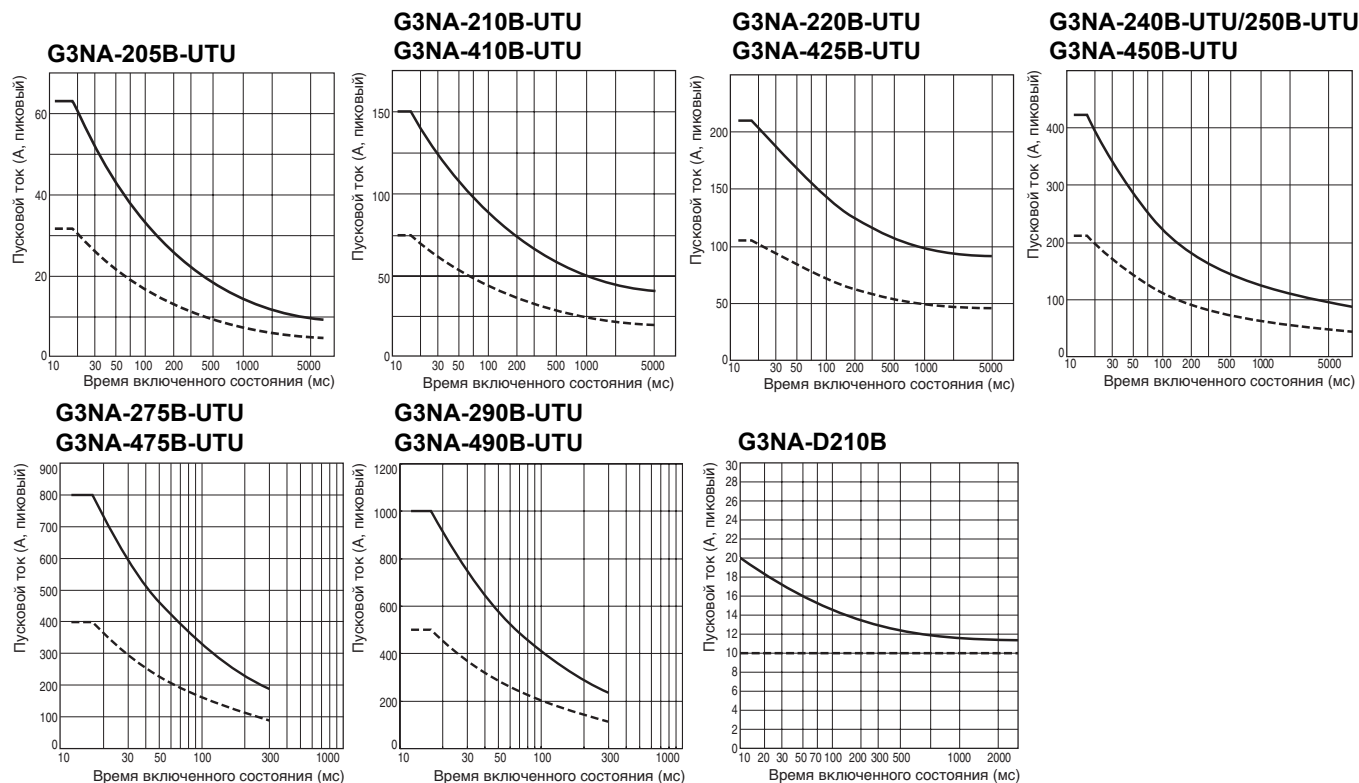 G3NA-205B-UTU
60
40
20
0
10 30 50 100 200 500 1000 5000
Пусковой ток (А, пиковый)
Время включенного состояния (мс)
G3NA-210B-UTU
G3NA-410B-UTU
150
100
50
0
10 30 50 100 200 500 1000 5000
Пусковой ток (А, пиковый)
Время включенного состояния (мс)
G3NA-220B-UTU
G3NA-425B-UTU
200
150
100
50
0
10 30 50 100 200 500 1000 5000
Пусковой ток (А, пиковый)
Время включенного состояния (мс)
G3NA-240B-UTU/250B-UTU
G3NA-450B-UTU
400
300
200
100
0
10 30 50 100 200 500 1000 5000
Пусковой ток (А, пиковый)
Время включенного состояния (мс)
G3NA-275B-UTU
G3NA-475B-UTU
900
800
700
600
500
400
300
200
100
0
10 30 100 300 1000
Пусковой ток (А, пиковый)
Время включенного состояния (мс)
G3NA-290B-UTU
G3NA-490B-UTU
1200
1000
800
600
400
200
0
10 30 100 300 1000
Пусковой ток (А, пиковый)
Время включенного состояния (мс)
G3NA-D210B
30
28
26
24
22
20
18
16
14
12
10
8
6
4
2
0
10 20 30 50 70 100 200 300 500 1000 2000
Пусковой ток (А, пиковый)
Время включенного состояния (мс)